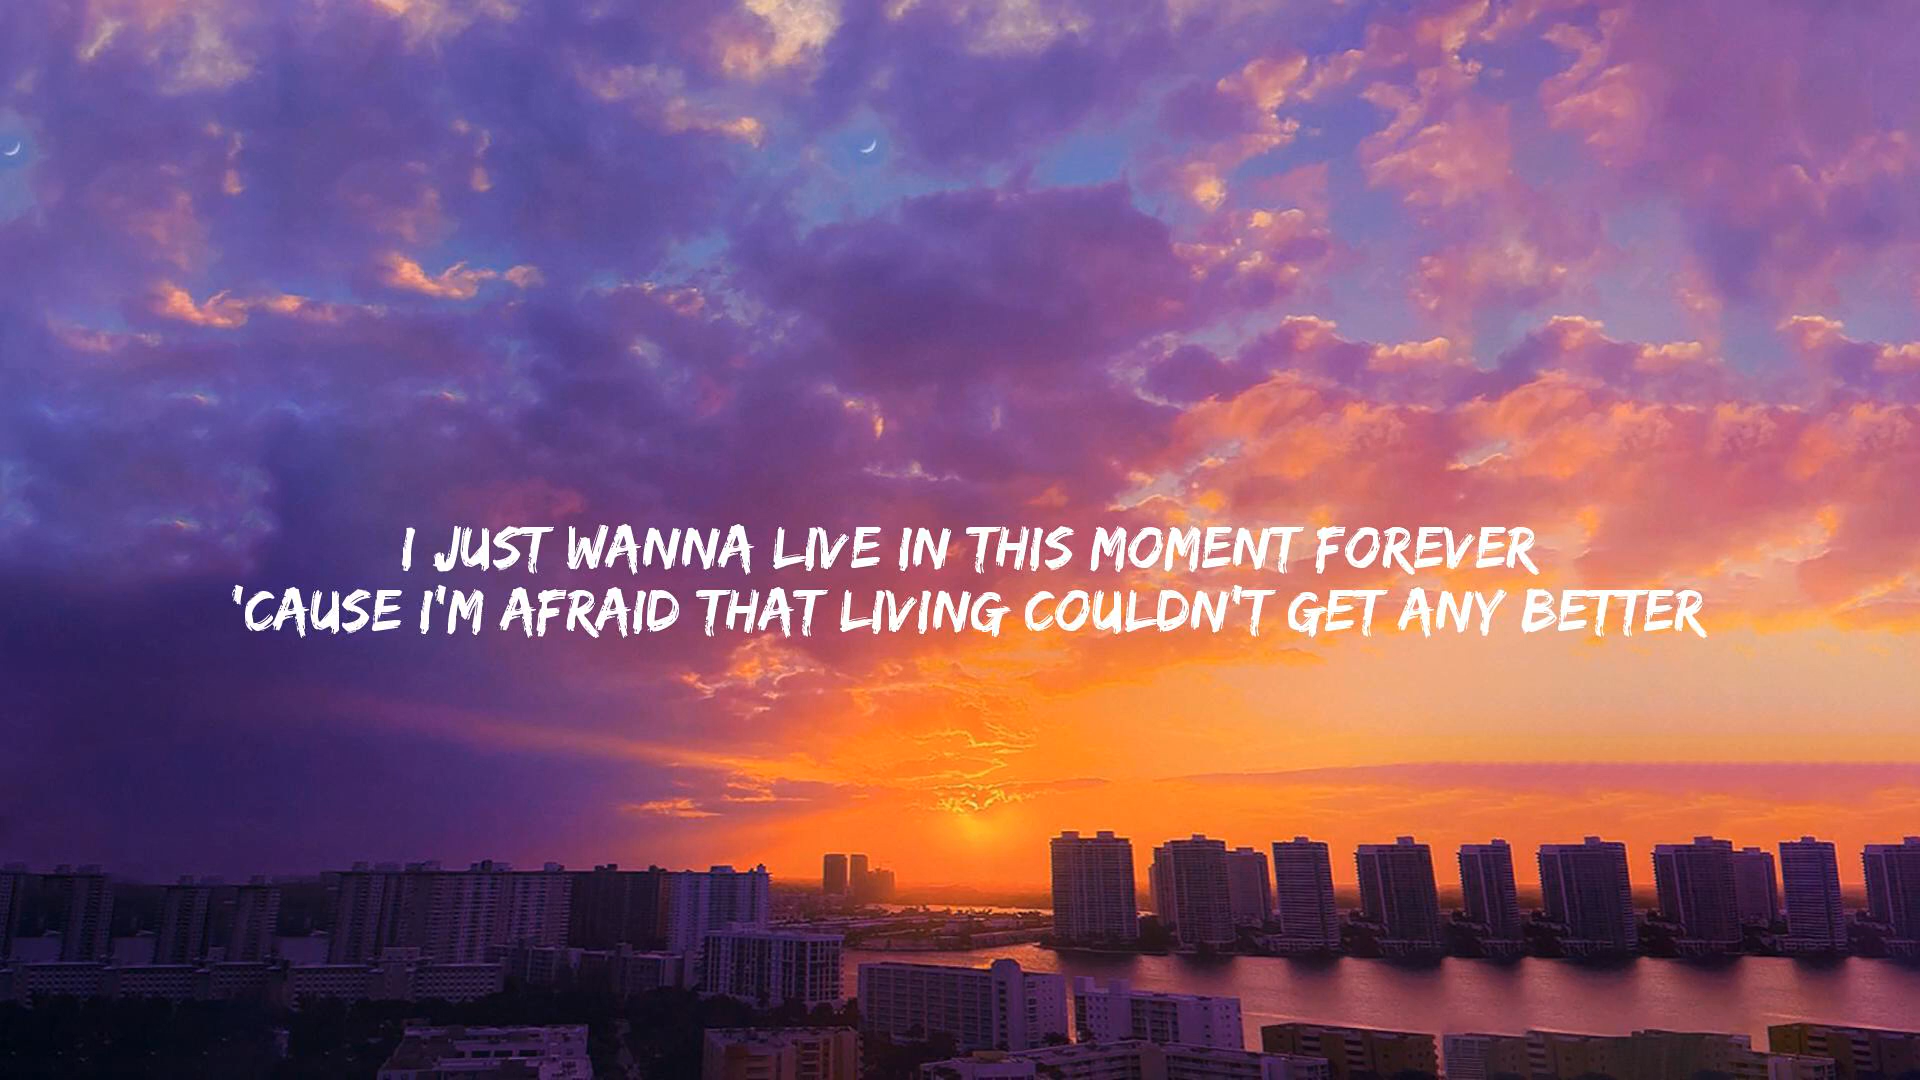 I JUST WANNA LIVE IN THIS MOMENT FOREVER
'CAUSE I'M AFRAID THAT LIVING COULDN'T GET ANY BETTER